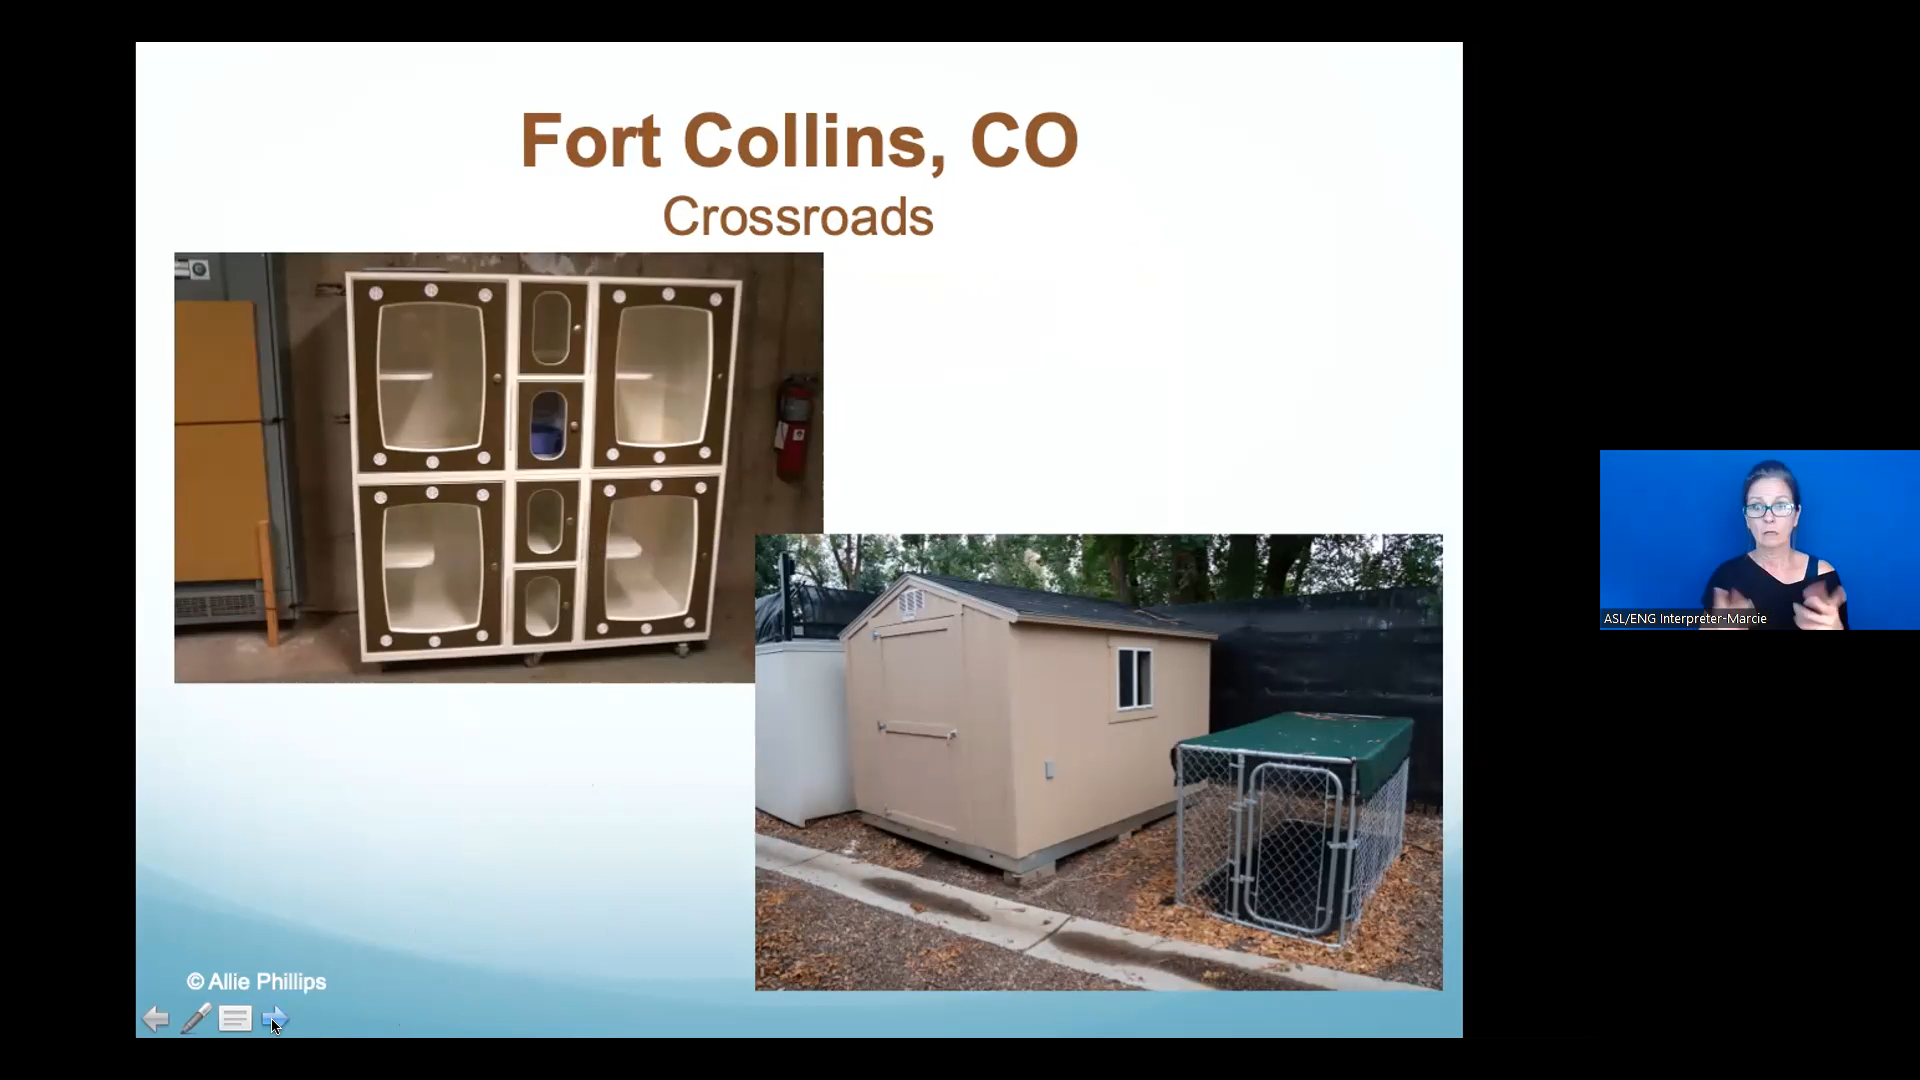 Fort Collins, CO
Crossroads
© Allie Phillips
ASL/ENG Interpreter-Marcie